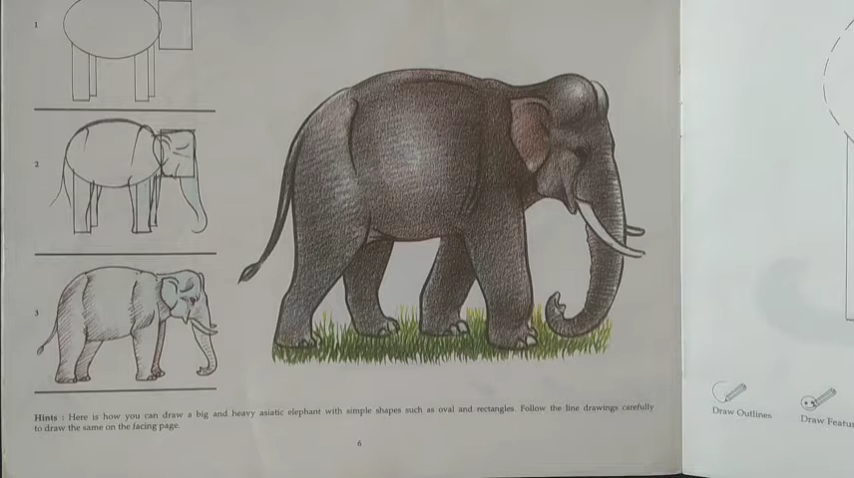 1
2
3
Hints : Here is how you can draw a big and heavy asiatic elephant with simple shapes such as oval and rectangles. Follow the line drawings carefully
to draw the same on the facing page.
6
Draw Outlines
Draw Featu